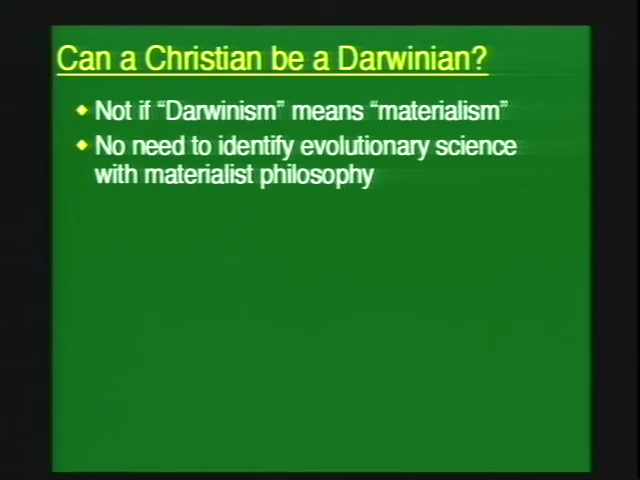 Can a Christian be a Darwinian?
◆ Not if “Darwinism” means “materialism”
◆ No need to identify evolutionary science
with materialist philosophy